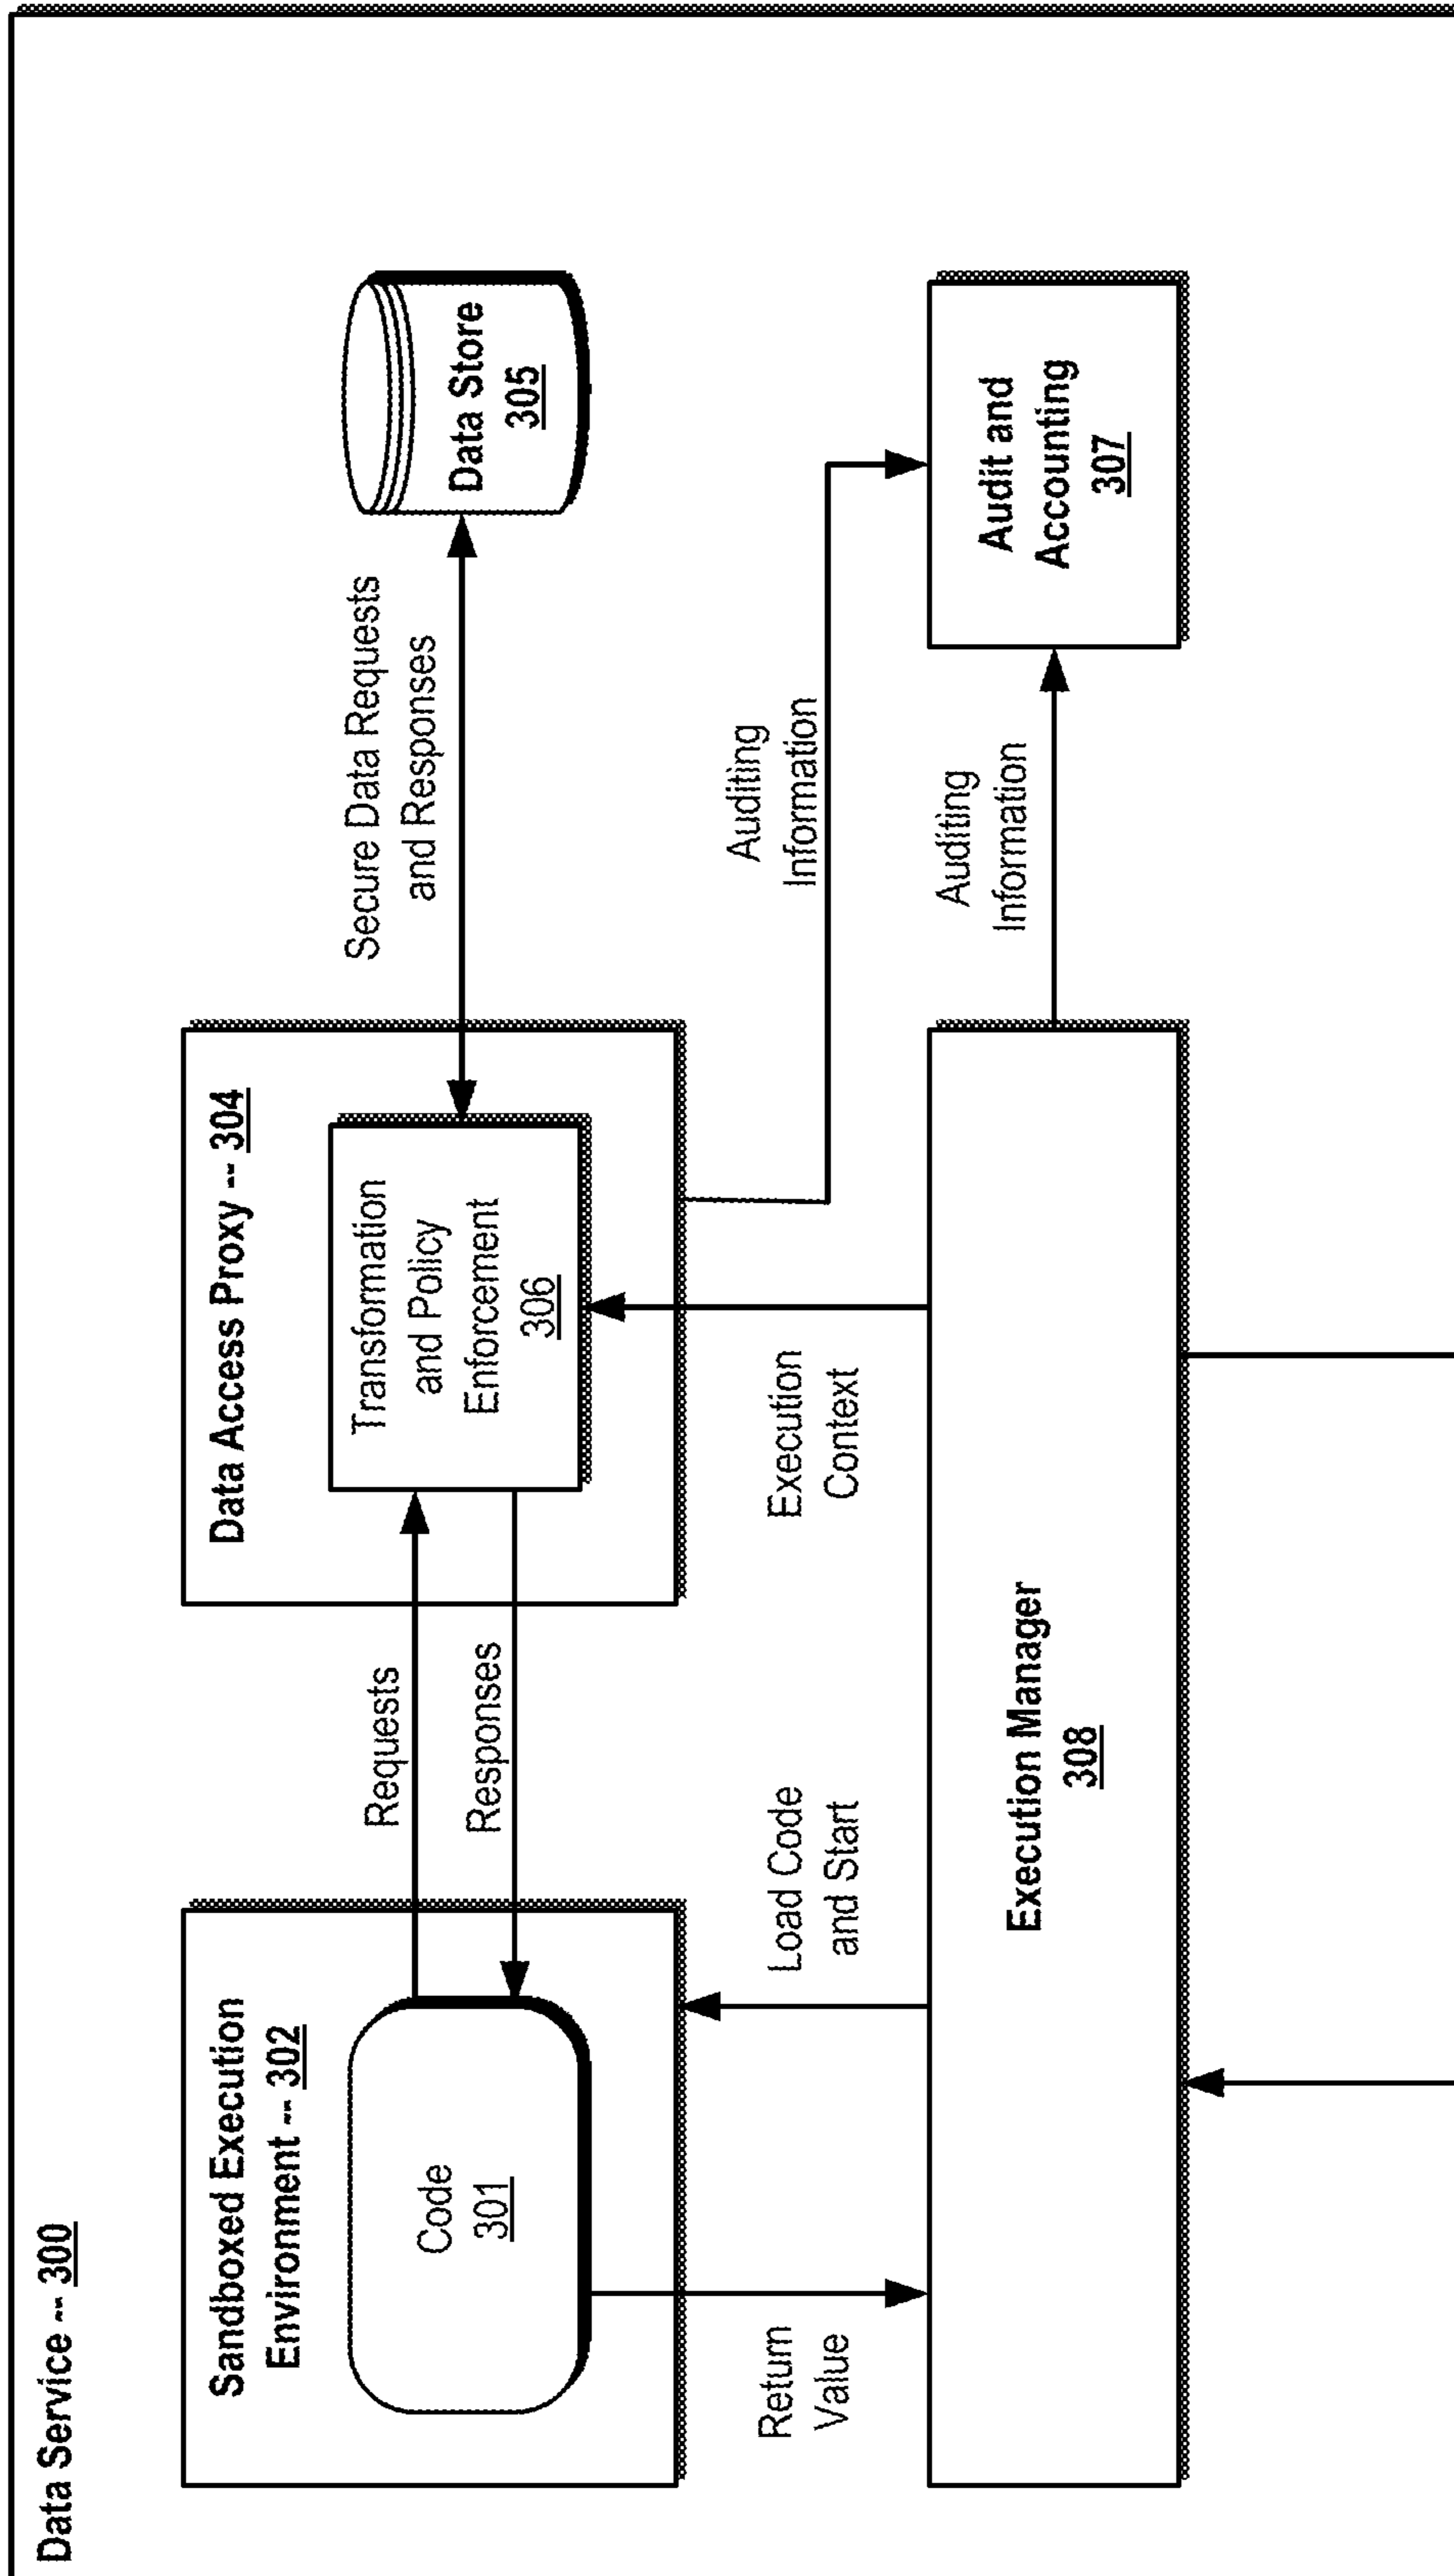 Data Service -- 300
Sandboxed Execution
Environment -- 302
Code
301
Requests
Responses
Data Access Proxy -- 304
Transformation
and Policy
Enforcement
306
Secure Data Requests
and Responses
Data Store
305
Return
Value
Load Code
and Start
Execution
Context
Auditing
Information
Execution Manager
308
Auditing
Information
Audit and
Accounting
307